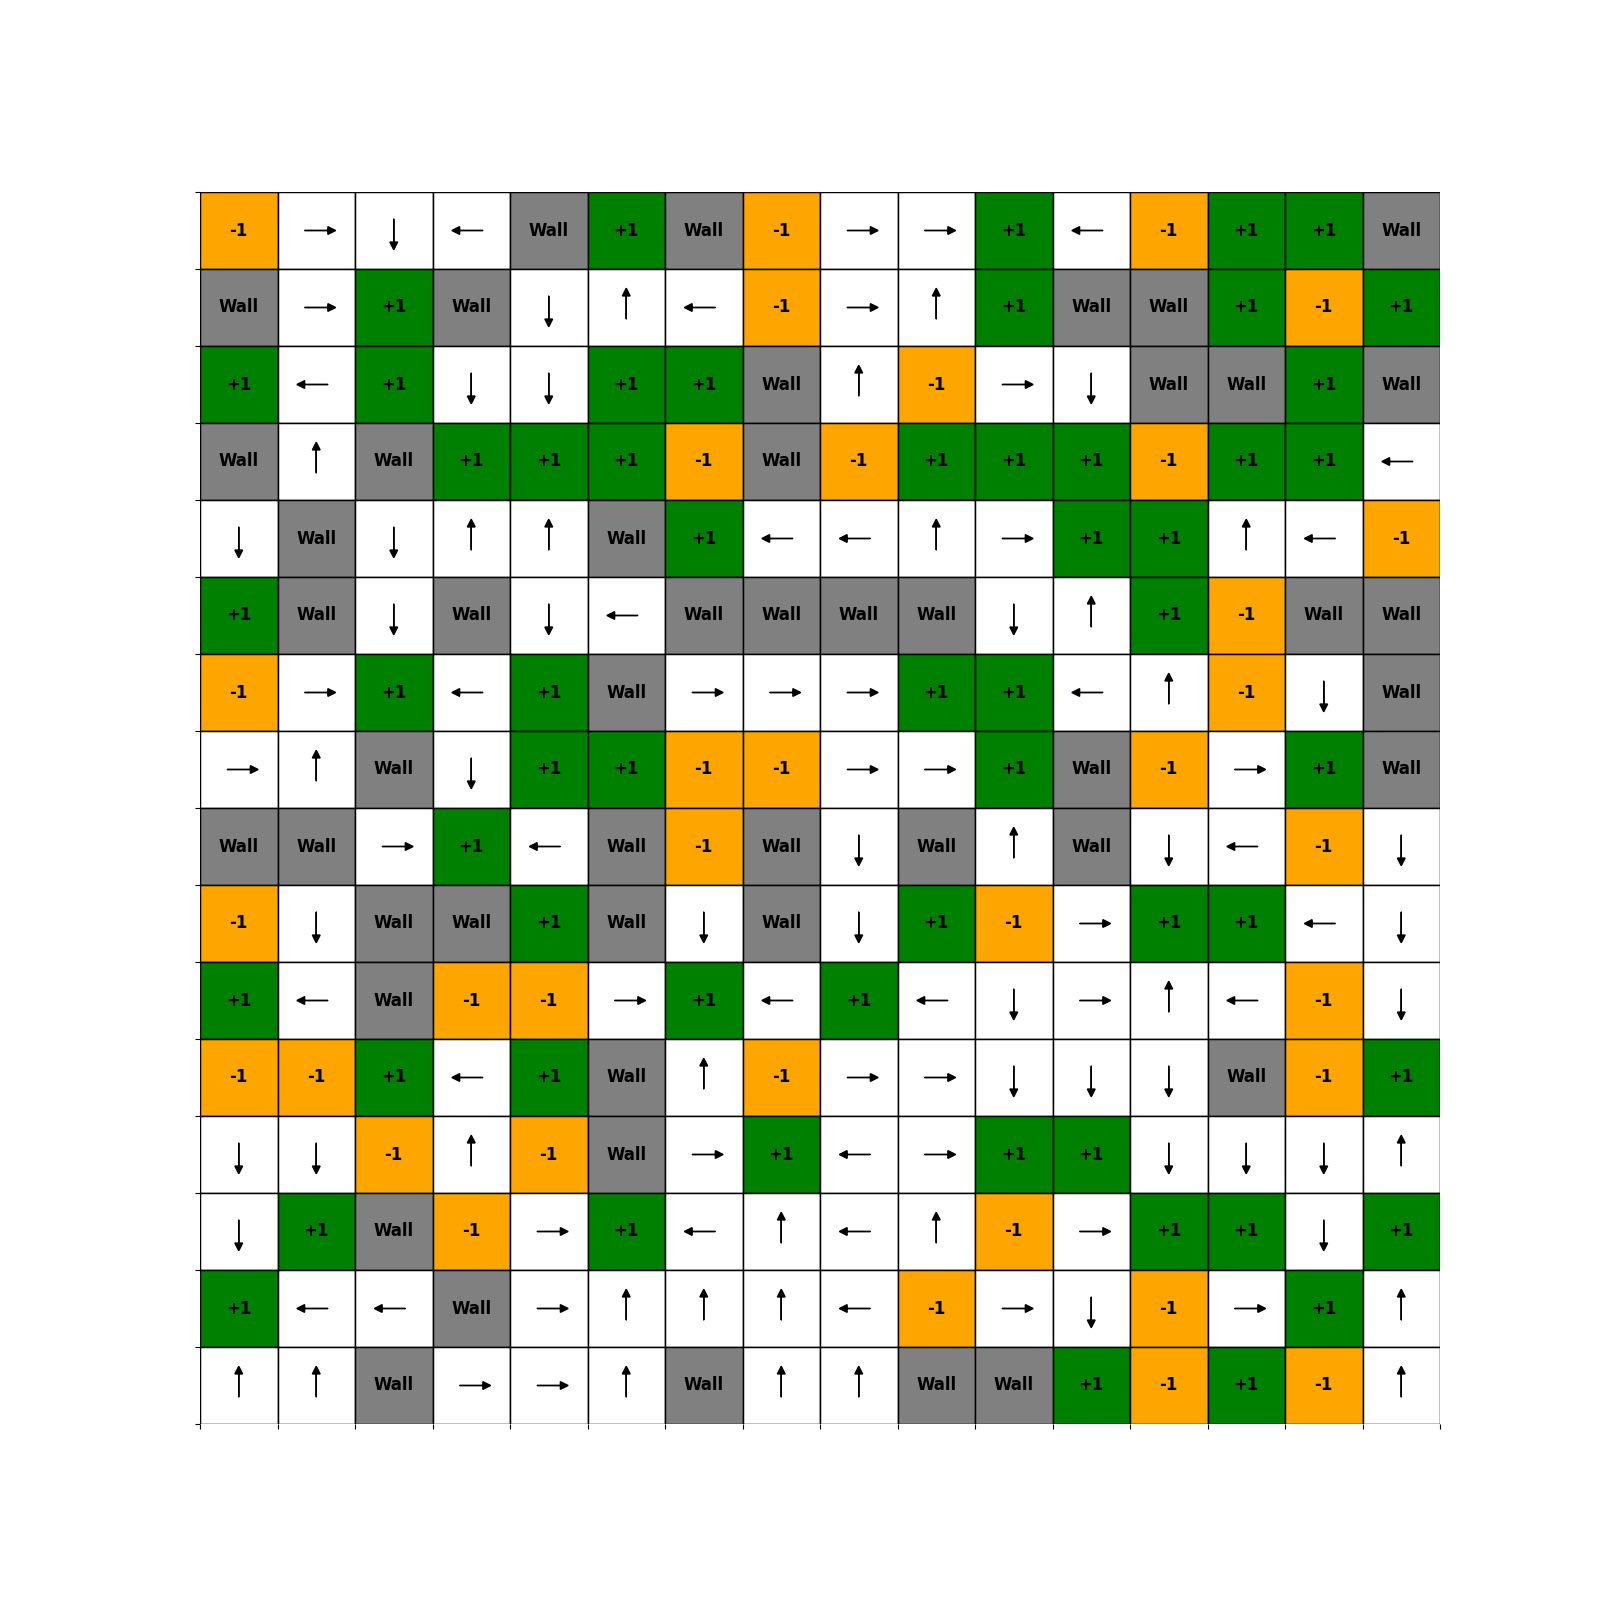 -1 → ↓ ← Wall +1 Wall -1 → → +1 ← -1 +1 +1 Wall
Wall → +1 Wall ↓ ↑ ← -1 → ↑ +1 Wall Wall +1 -1 +1
+1 ← +1 ↓ ↓ +1 +1 Wall ↑ -1 → ↓ Wall Wall +1 Wall
Wall ↑ Wall +1 +1 +1 -1 Wall -1 +1 +1 +1 -1 +1 +1 ←
↓ Wall ↓ ↑ ↑ Wall +1 ← ← ↑ → +1 +1 ↑ ← -1
+1 Wall ↓ Wall ↓ ← Wall Wall Wall Wall ↓ ↑ +1 -1 Wall Wall
-1 → +1 ← +1 Wall → → → +1 +1 ← ↑ -1 ↓ Wall
→ ↑ Wall ↓ +1 +1 -1 -1 → → +1 Wall -1 → +1 Wall
Wall Wall → +1 ← Wall -1 Wall ↓ Wall ↑ Wall ↓ ← -1 ↓
-1 ↓ Wall Wall +1 Wall ↓ Wall ↓ +1 -1 → +1 +1 ← ↓
+1 ← Wall -1 -1 → +1 ← +1 ← ↓ → ↑ ← -1 ↓
-1 -1 +1 ← +1 Wall ↑ -1 → → ↓ ↓ ↓ Wall -1 +1
↓ ↓ -1 ↑ -1 Wall → +1 ← → +1 +1 ↓ ↓ ↓ ↑
↓ +1 Wall -1 → +1 ← ↑ ← ↑ -1 → +1 +1 ↓ +1
+1 ← ← Wall → ↑ ↑ ↑ ← -1 → ↓ -1 → +1 ↑
↑ ↑ Wall → → ↑ Wall ↑ ↑ Wall Wall +1 -1 +1 -1 ↑